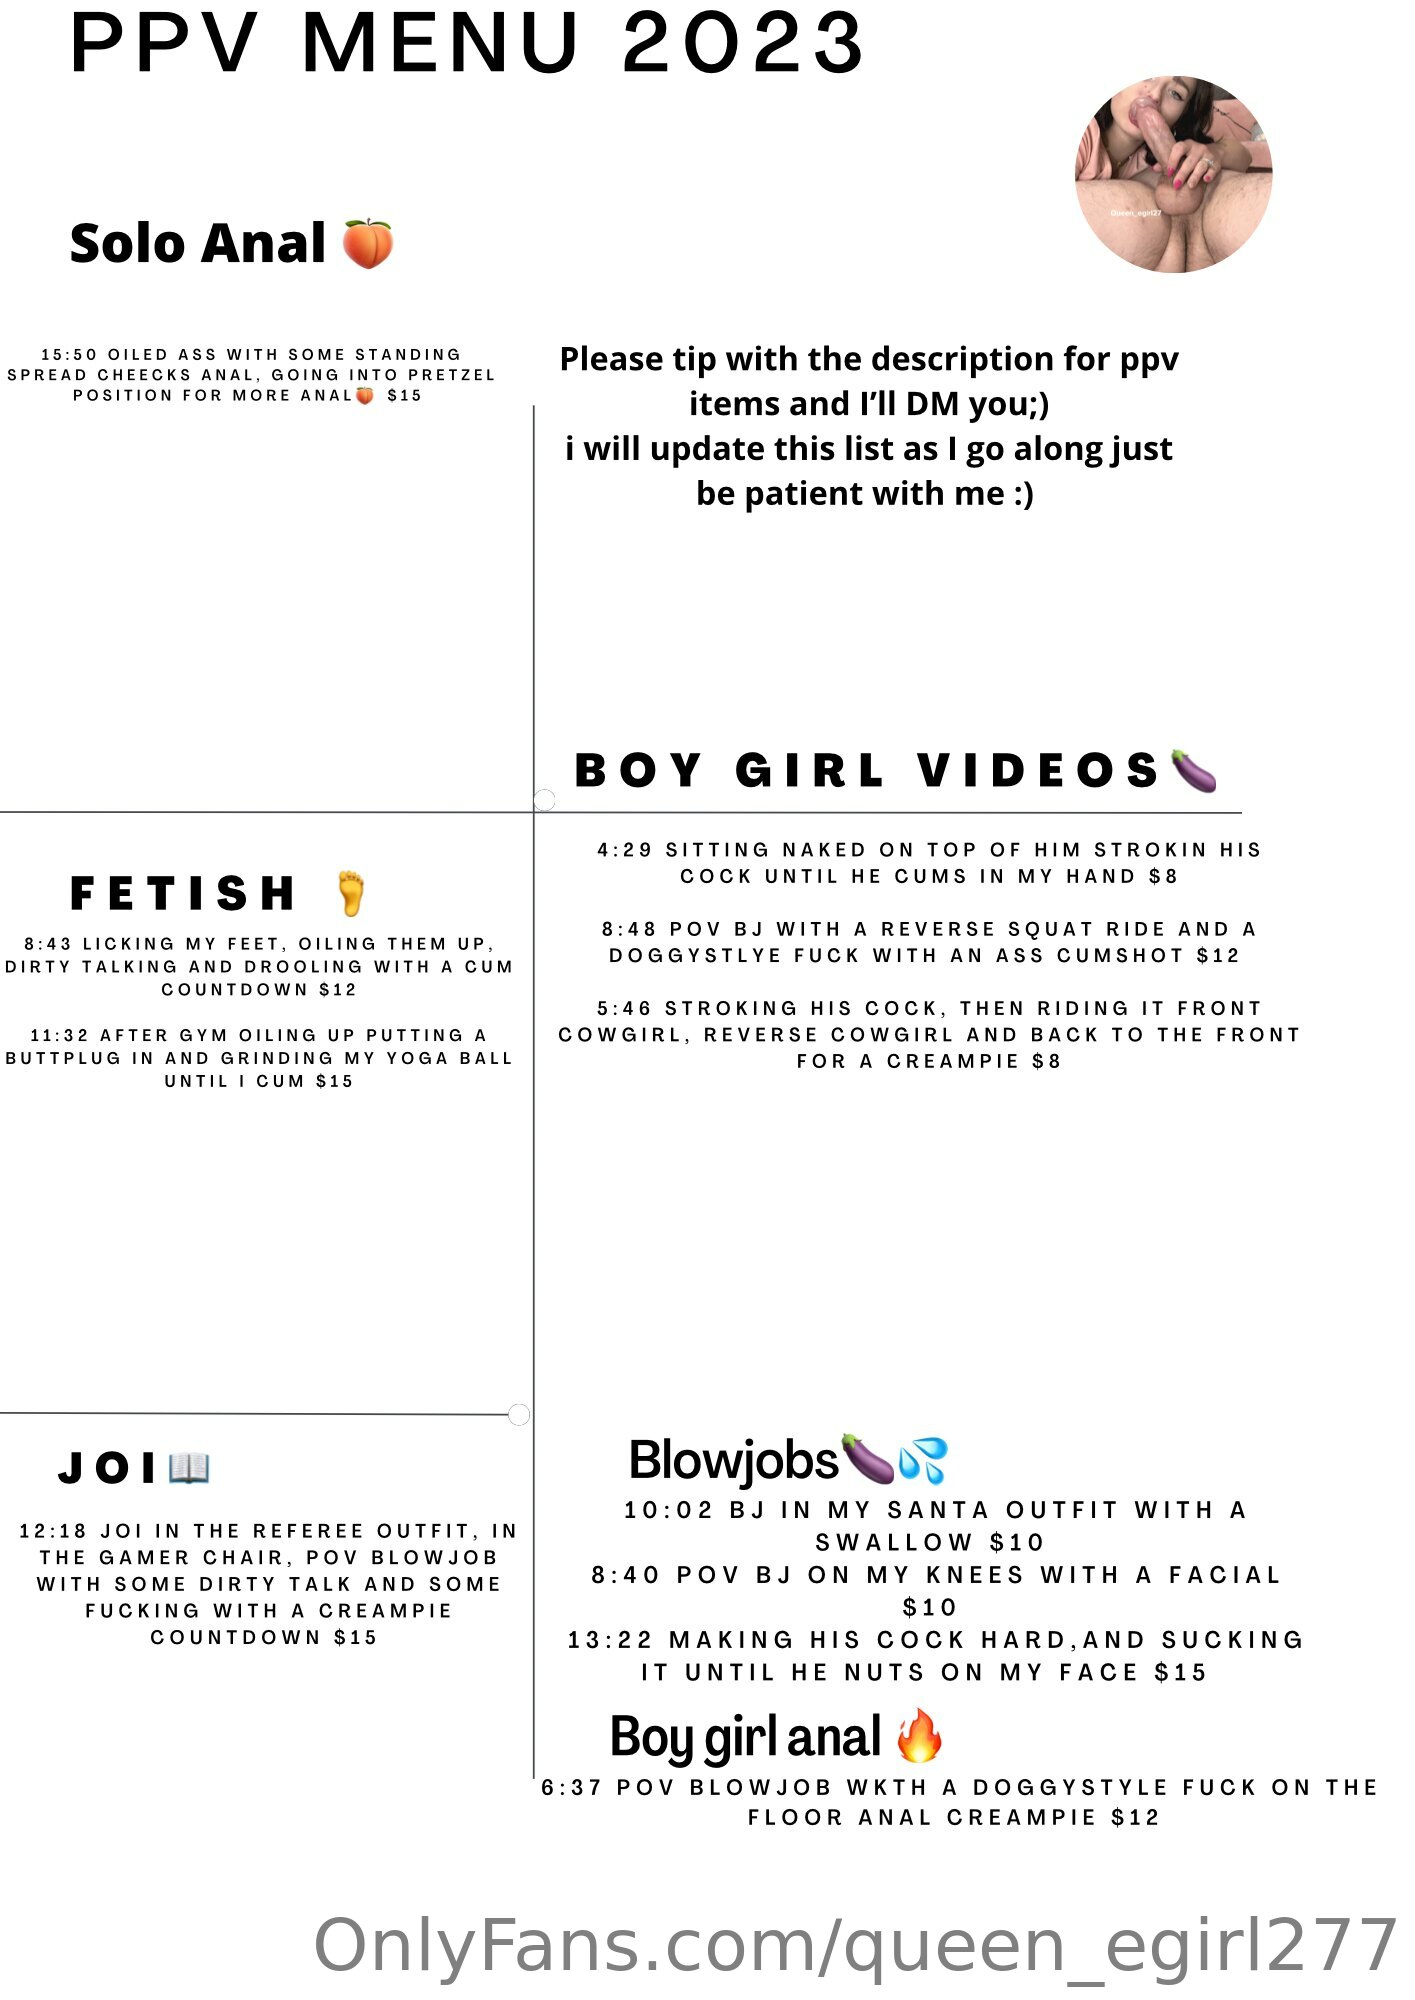 PPV MENU 2023
Queen_egirl27
Solo Anal 🍑
15:50 OILED ASS WITH SOME STANDING
SPREAD CHEECKS ANAL, GOING INTO PRETZEL
POSITION FOR MORE ANAL🍑 $15
Please tip with the description for ppv
items and I’ll DM you;)
i will update this list as I go along just
be patient with me :)
BOY GIRL VIDEOS🍆
4:29 SITTING NAKED ON TOP OF HIM STROKIN HIS
COCK UNTIL HE CUMS IN MY HAND $8
8:48 POV BJ WITH A REVERSE SQUAT RIDE AND A
DOGGYSTLYE FUCK WITH AN ASS CUMSHOT $12
5:46 STROKING HIS COCK, THEN RIDING IT FRONT
COWGIRL, REVERSE COWGIRL AND BACK TO THE FRONT
FOR A CREAMPIE $8
FETISH 🦶
8:43 LICKING MY FEET, OILING THEM UP,
DIRTY TALKING AND DROOLING WITH A CUM
COUNTDOWN $12
11:32 AFTER GYM OILING UP PUTTING A
BUTTPLUG IN AND GRINDING MY YOGA BALL
UNTIL I CUM $15
JOI📖
12:18 JOI IN THE REFEREE OUTFIT, IN
THE GAMER CHAIR, POV BLOWJOB
WITH SOME DIRTY TALK AND SOME
FUCKING WITH A CREAMPIE
COUNTDOWN $15
Blowjobs🍆💦
10:02 BJ IN MY SANTA OUTFIT WITH A
SWALLOW $10
8:40 POV BJ ON MY KNEES WITH A FACIAL
$10
13:22 MAKING HIS COCK HARD,AND SUCKING
IT UNTIL HE NUTS ON MY FACE $15
Boy girl anal 🔥
6:37 POV BLOWJOB WKTH A DOGGYSTYLE FUCK ON THE
FLOOR ANAL CREAMPIE $12
OnlyFans.com/queen_egirl277